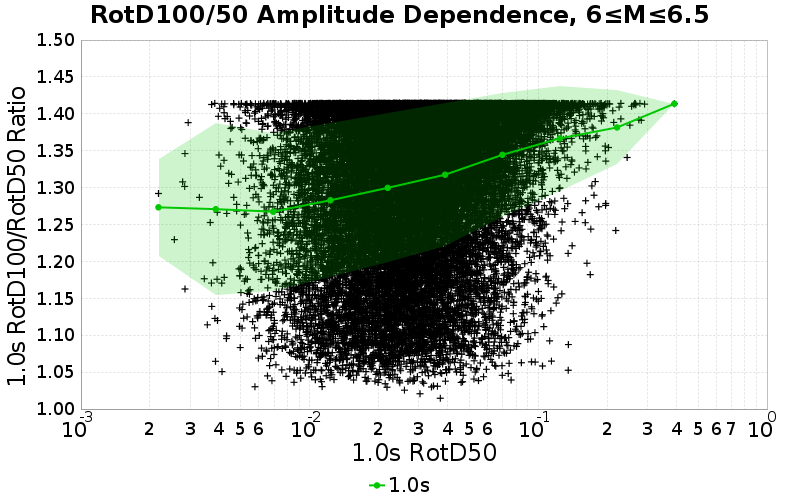 RotD100/50 Amplitude Dependence, 6≤M≤6.5
1.0s RotD100/RotD50 Ratio
1.50
1.45
1.40
1.35
1.30
1.25
1.20
1.15
1.10
1.05
1.00
10-3 2 3 4 5 6 10-2 2 3 4 5 6 10-1 2 3 4 5 6 7 100
1.0s RotD50
1.0s